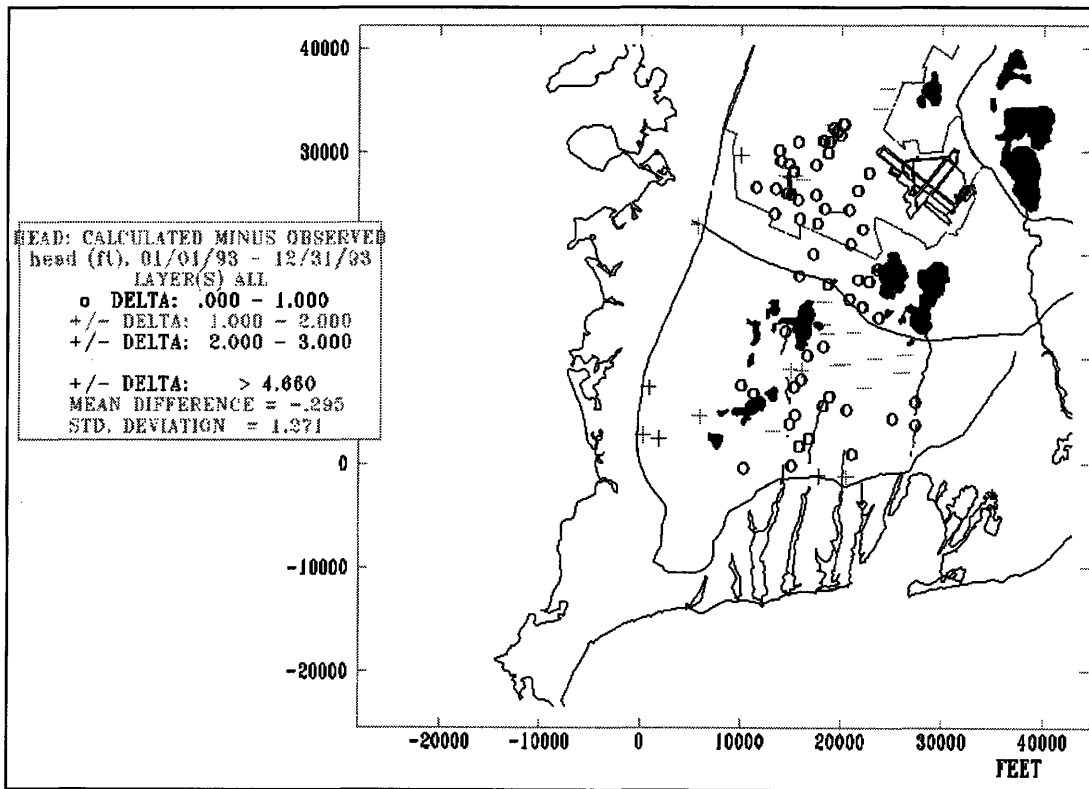 40000
30000
HEAD: CALCULATED MINUS OBSERVED
head (ft), 01/01/93 - 12/31/93
LAYER(S) ALL
o DELTA: .000 - 1.000
+/- DELTA: 1.000 - 2.000
+/- DELTA: 2.000 - 3.000
+/- DELTA: > 4.660
MEAN DIFFERENCE = -.295
STD. DEVIATION = 1.271
0
-10000
-20000
-20000 -10000 0 10000 20000 30000 40000
FEET